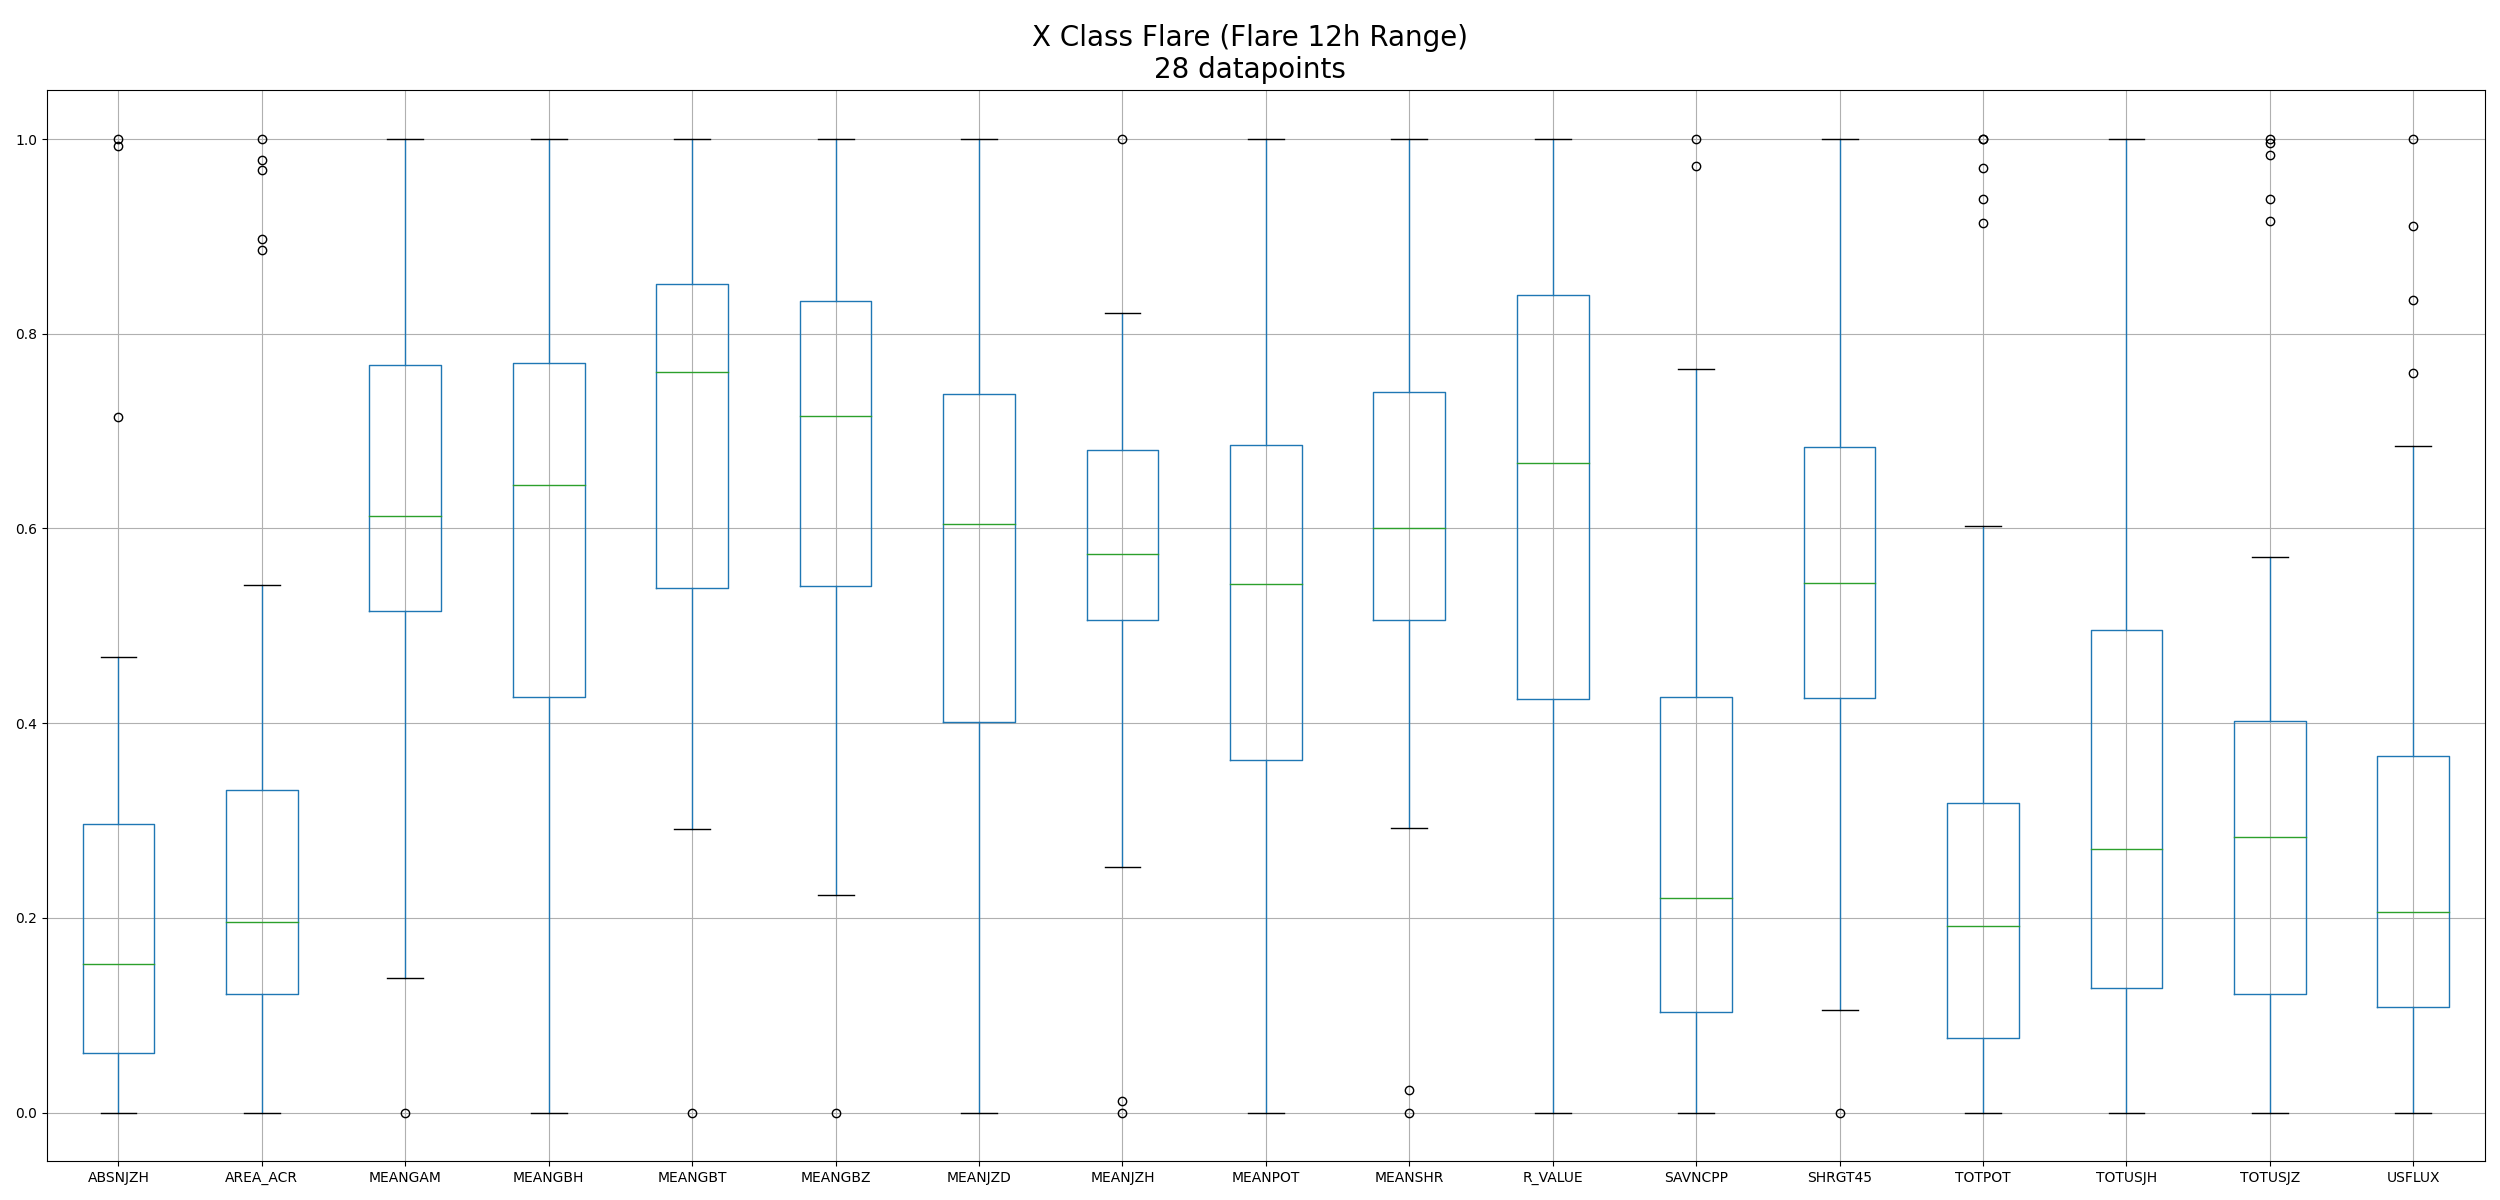 X Class Flare (Flare 12h Range)
28 datapoints
1.0
0.8
0.6
0.4
0.2
0.0
ABSNJZH AREA_ACR MEANGAM MEANGBH MEANGBT MEANGBZ MEANJZD MEANJZH MEANPOT MEANSHR R_VALUE SAVNCPP SHRGT45 TOTPOT TOTUSJH TOTUSJZ USFLUX